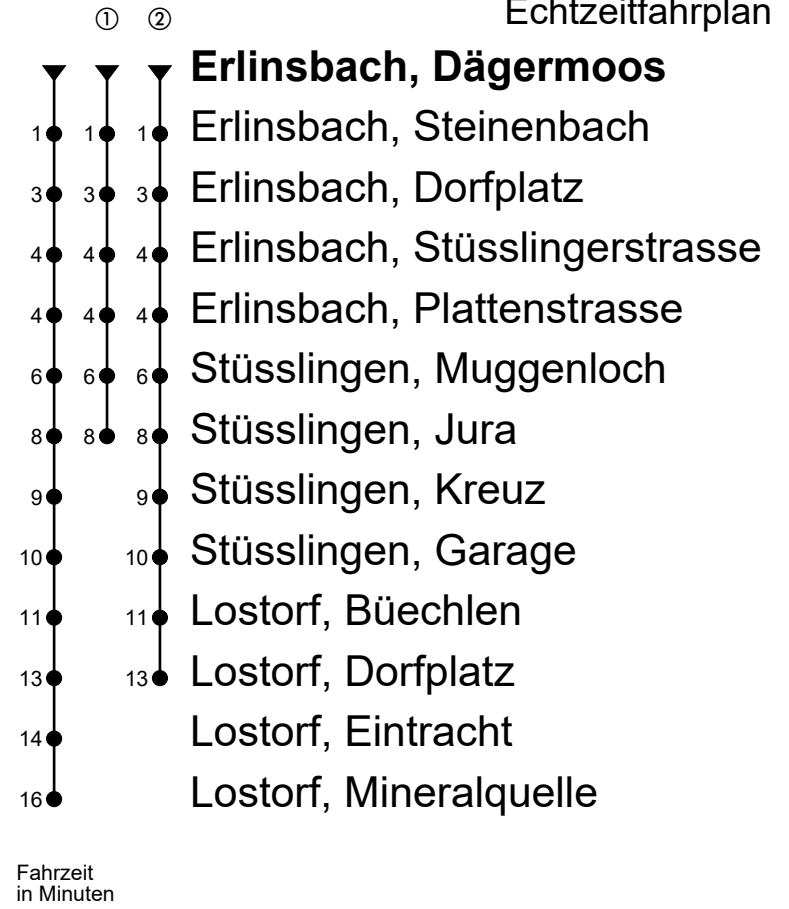 Echtzeitfahrplan
① ②
Erlinsbach, Dägermoos
1 1 1 Erlinsbach, Steinenbach
3 3 3 Erlinsbach, Dorfplatz
4 4 4 Erlinsbach, Stüsslingerstrasse
4 4 4 Erlinsbach, Plattenstrasse
6 6 6 Stüsslingen, Muggenloch
8 8 8 Stüsslingen, Jura
9 9 Stüsslingen, Kreuz
10 10 Stüsslingen, Garage
11 11 Lostorf, Büechlen
13 13 Lostorf, Dorfplatz
14 Lostorf, Eintracht
16 Lostorf, Mineralquelle
Fahrzeit
in Minuten